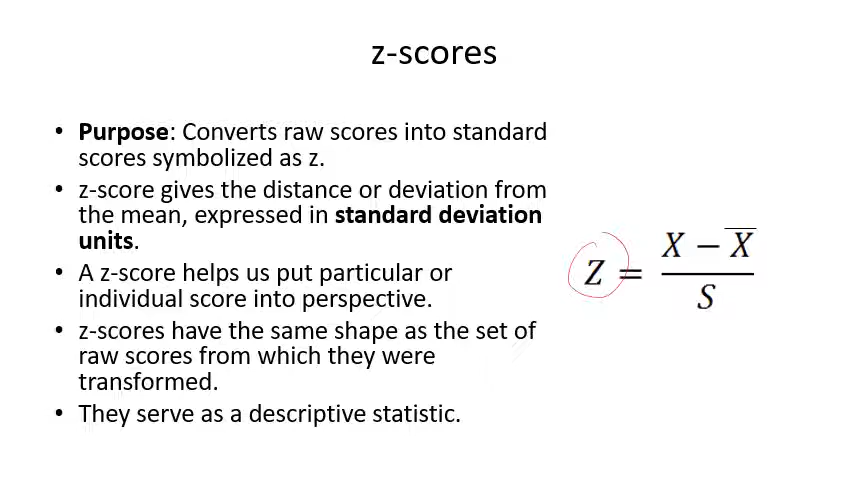 z-scores
• Purpose: Converts raw scores into standard
scores symbolized as z.
• z-score gives the distance or deviation from
the mean, expressed in standard deviation
units.
• A z-score helps us put particular or
individual score into perspective.
• z-scores have the same shape as the set of
raw scores from which they were
transformed.
• They serve as a descriptive statistic.
Z = (X − X̅) / S